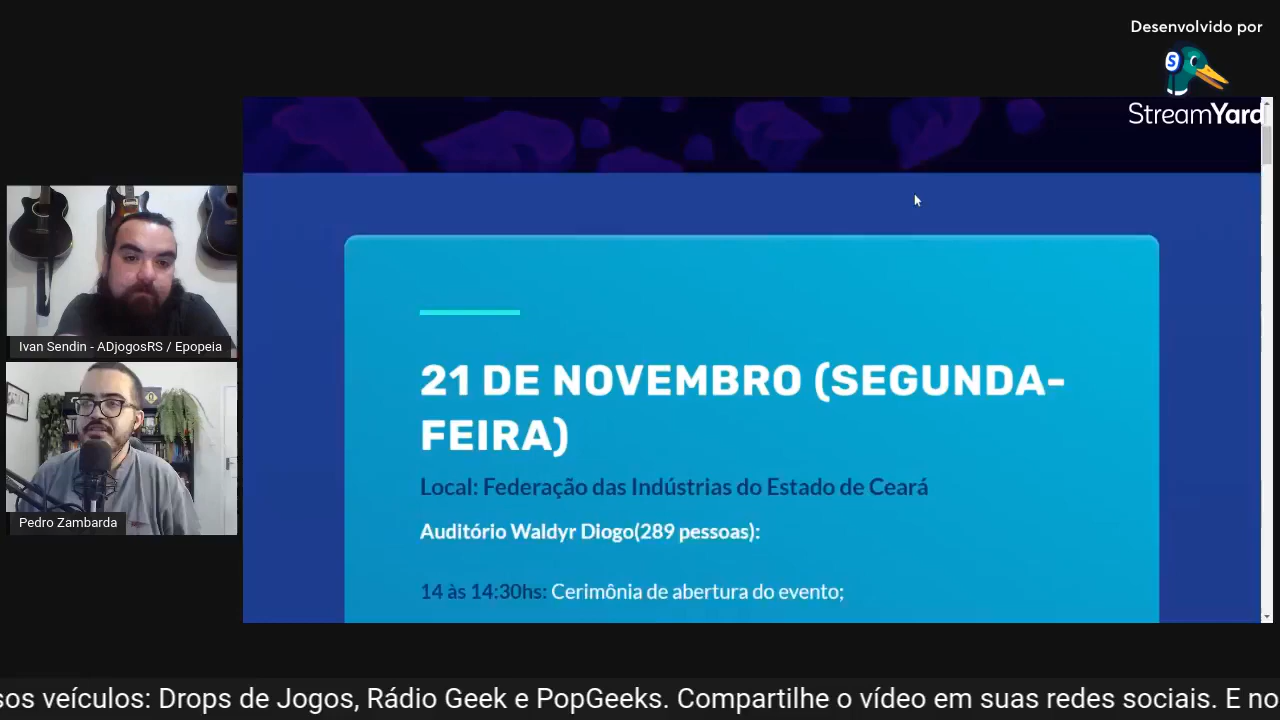 Desenvolvido por
StreamYard
Ivan Sendin - ADjogosRS / Epopeia
Pedro Zambarda
21 DE NOVEMBRO (SEGUNDA-
FEIRA)
Local: Federação das Indústrias do Estado de Ceará
Auditório Waldyr Diogo(289 pessoas):
14 às 14:30hs: Cerimônia de abertura do evento;
sos veículos: Drops de Jogos, Rádio Geek e PopGeeks. Compartilhe o vídeo em suas redes sociais. E no